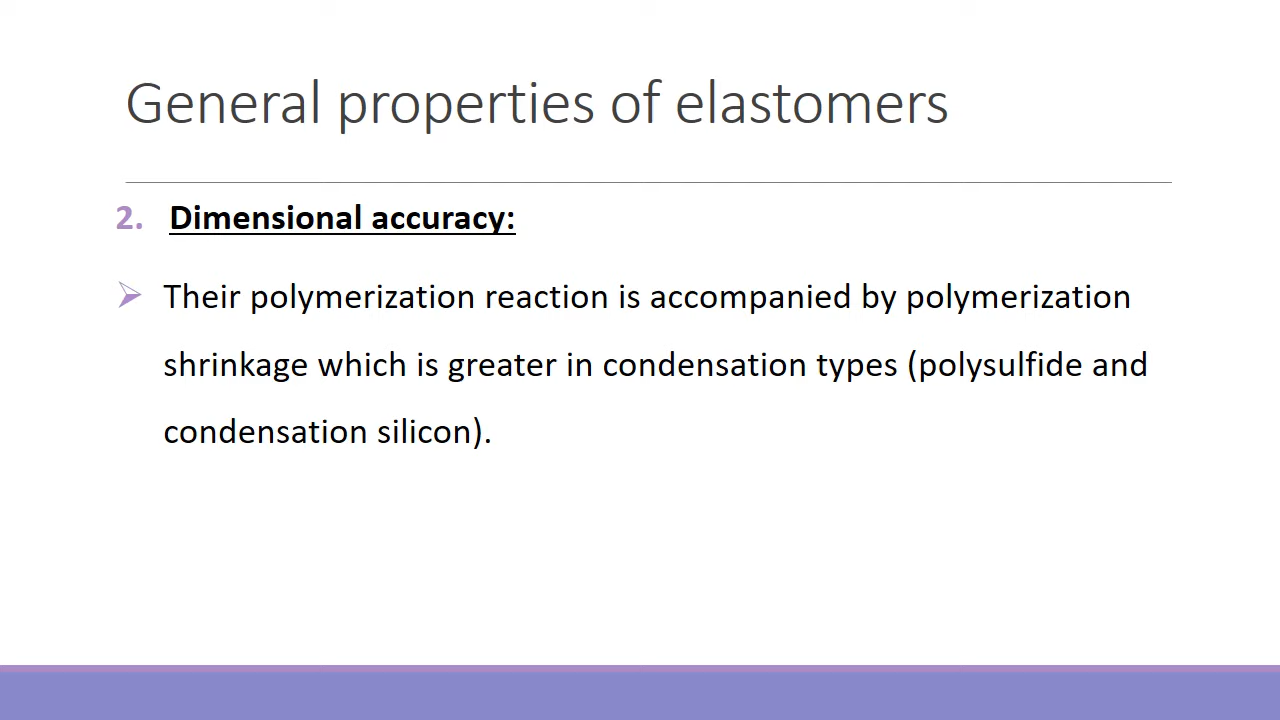 General properties of elastomers
2. Dimensional accuracy:
Their polymerization reaction is accompanied by polymerization
shrinkage which is greater in condensation types (polysulfide and
condensation silicon).